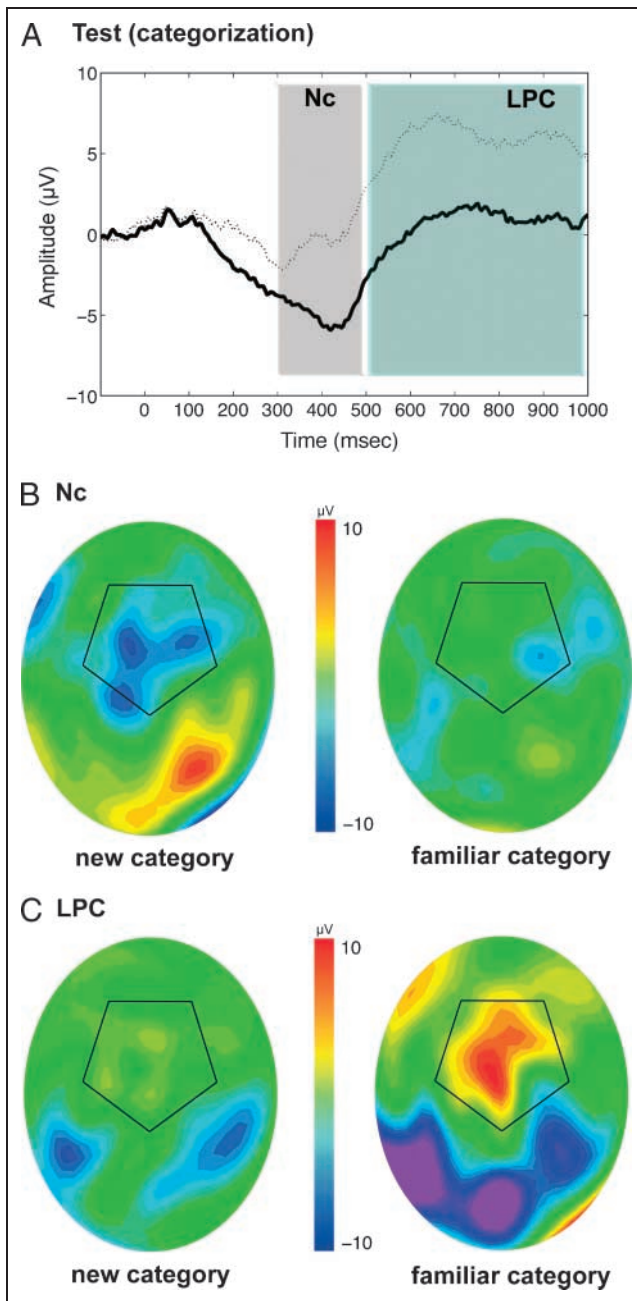 A Test (categorization)
10
5
0
−5
−10
Amplitude (µV)
Nc
LPC
0 100 200 300 400 500 600 700 800 900 1000
Time (msec)
B Nc
µV
10
−10
new category
familiar category
C LPC
µV
10
−10
new category
familiar category